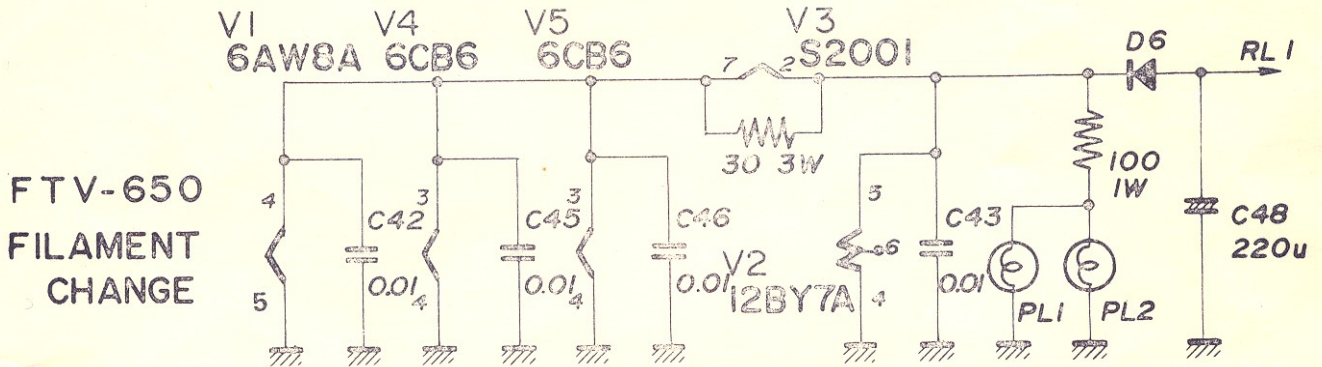 V1
6AW8A
V4
6CB6
V5
6CB6
V3
S2001
7
2
30 3W
D6
RL1
100
1W
FTV-650
FILAMENT
CHANGE
4
5
C42
0.01
3
4
C45
0.01
3
4
C46
0.01
V2
12BY7A
5
6
4
C43
0.01
PL1
PL2
C48
220u